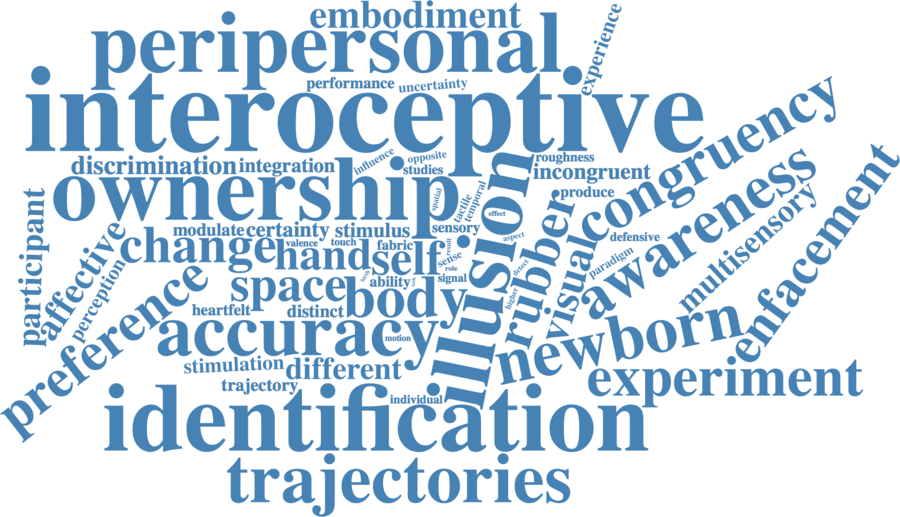 embodiment
experience
peripersonal
performance
uncertainty
interoceptive
congruency
influence
opposite
roughness
discrimination
integration
studies
incongruent
ownership
illusion
produce
awareness
enfacement
spatial
tactile
temporal
effect
rubber
multisensory
participant
affective
modulate
certainty
stimulus
sensory
aspect
defensive
change
valence
touch
fabric
result
visual
perception
hand
self
sense
role
detect
paradigm
preference
space
ability
signal
body
higher
heartfelt
distinct
accuracy
motion
newborn
stimulation
different
experiment
trajectory
individual
identification
trajectories